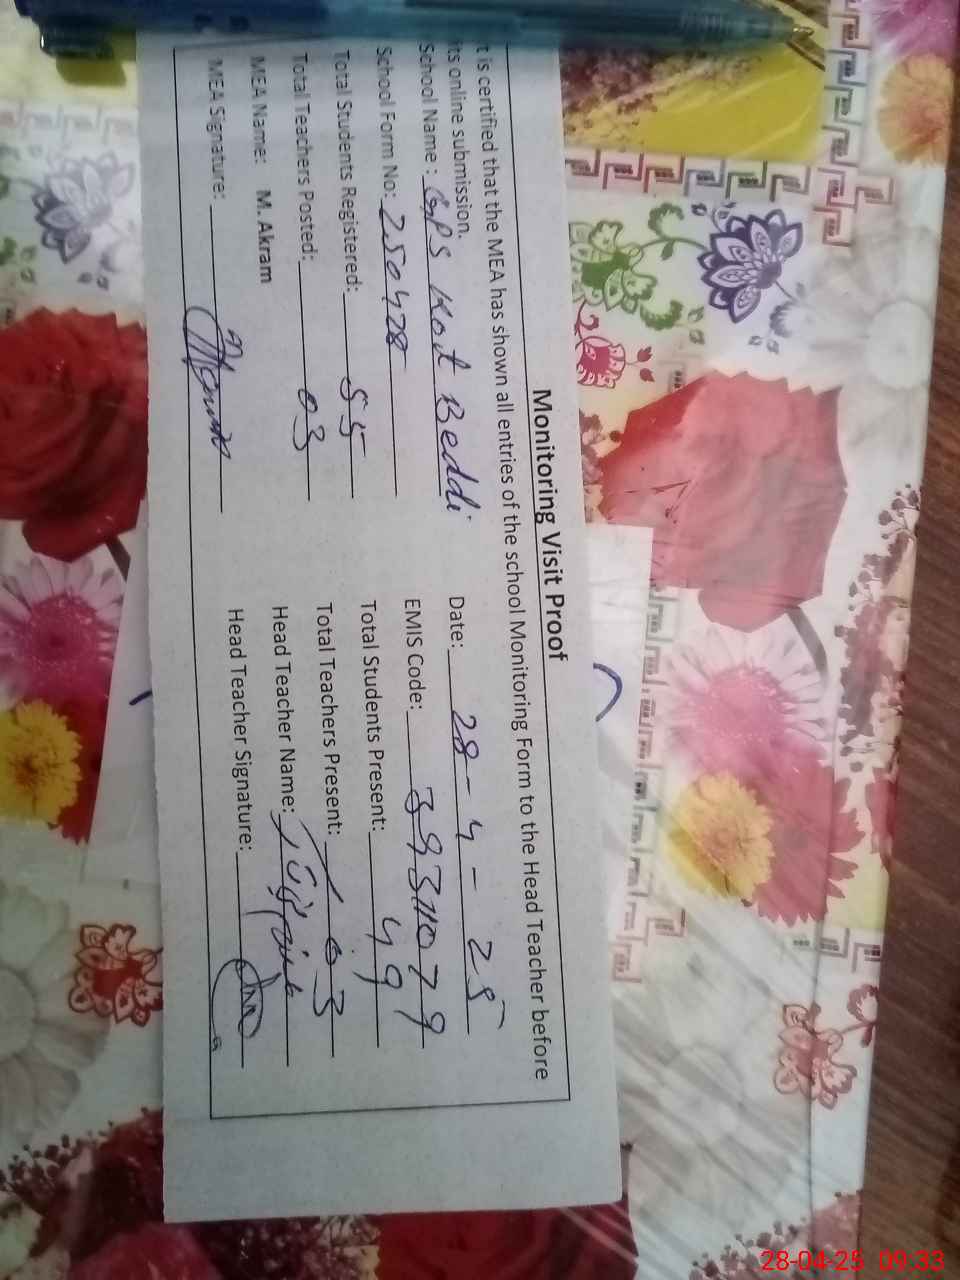 Monitoring Visit Proof
t is certified that the MEA has shown all entries of the school Monitoring Form to the Head Teacher before
its online submission.
School Name : GPS Kot Beddi Date: 28-4-25
School Form No: 250428 EMIS Code:
Total Students Registered: 55 Total Students Present: 49
Total Teachers Posted: 03 Total Teachers Present: 03
MEA Name: M. Akram Head Teacher Name:
MEA Signature: Head Teacher Signature:
28-04-25 09:33